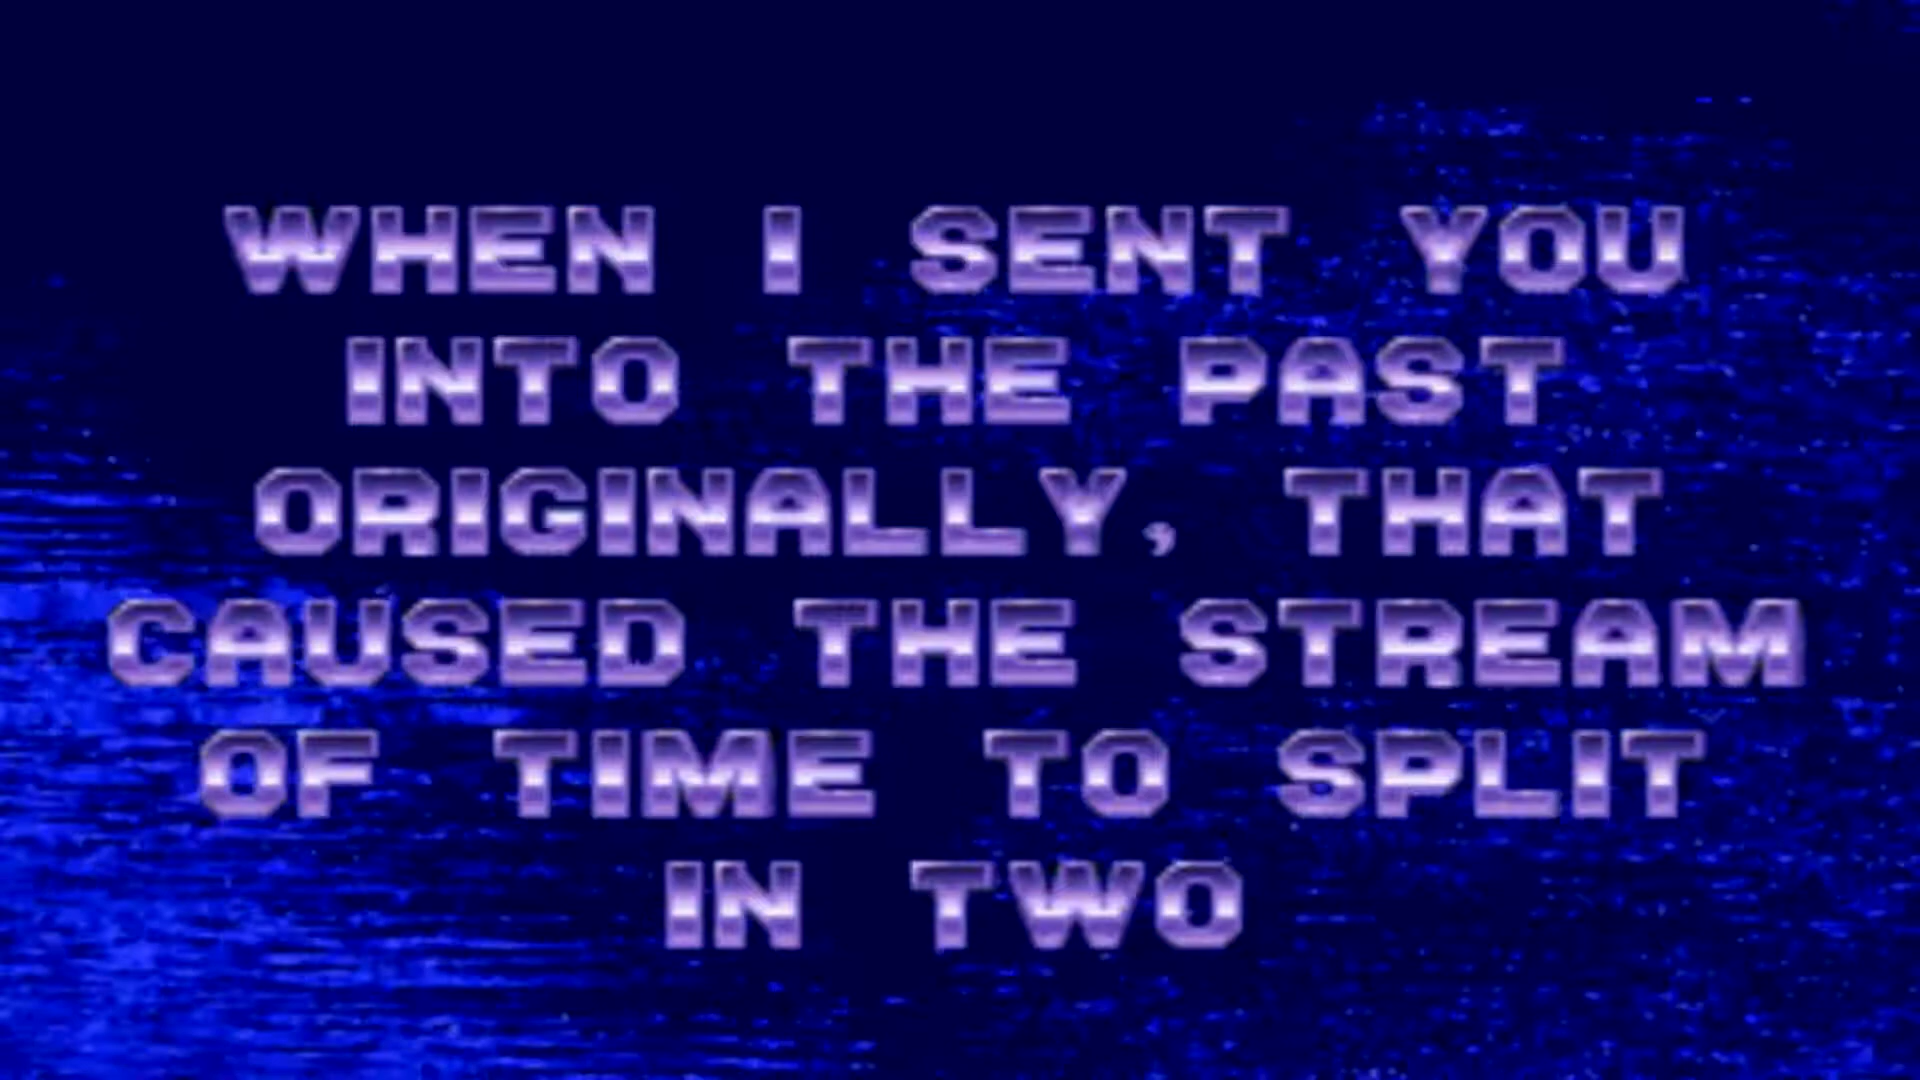 WHEN I SENT YOU
INTO THE PAST
ORIGINALLY, THAT
CAUSED THE STREAM
OF TIME TO SPLIT
IN TWO